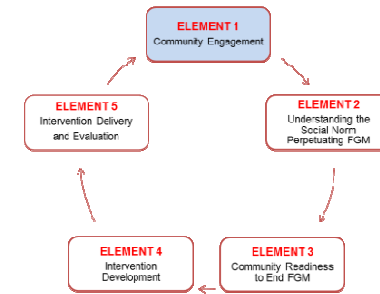 ELEMENT 1
Community Engagement
ELEMENT 2
Understanding the
Social Norm
Perpetuating FGM
ELEMENT 3
Community Readiness
to End FGM
ELEMENT 4
Intervention
Development
ELEMENT 5
Intervention Delivery
and Evaluation